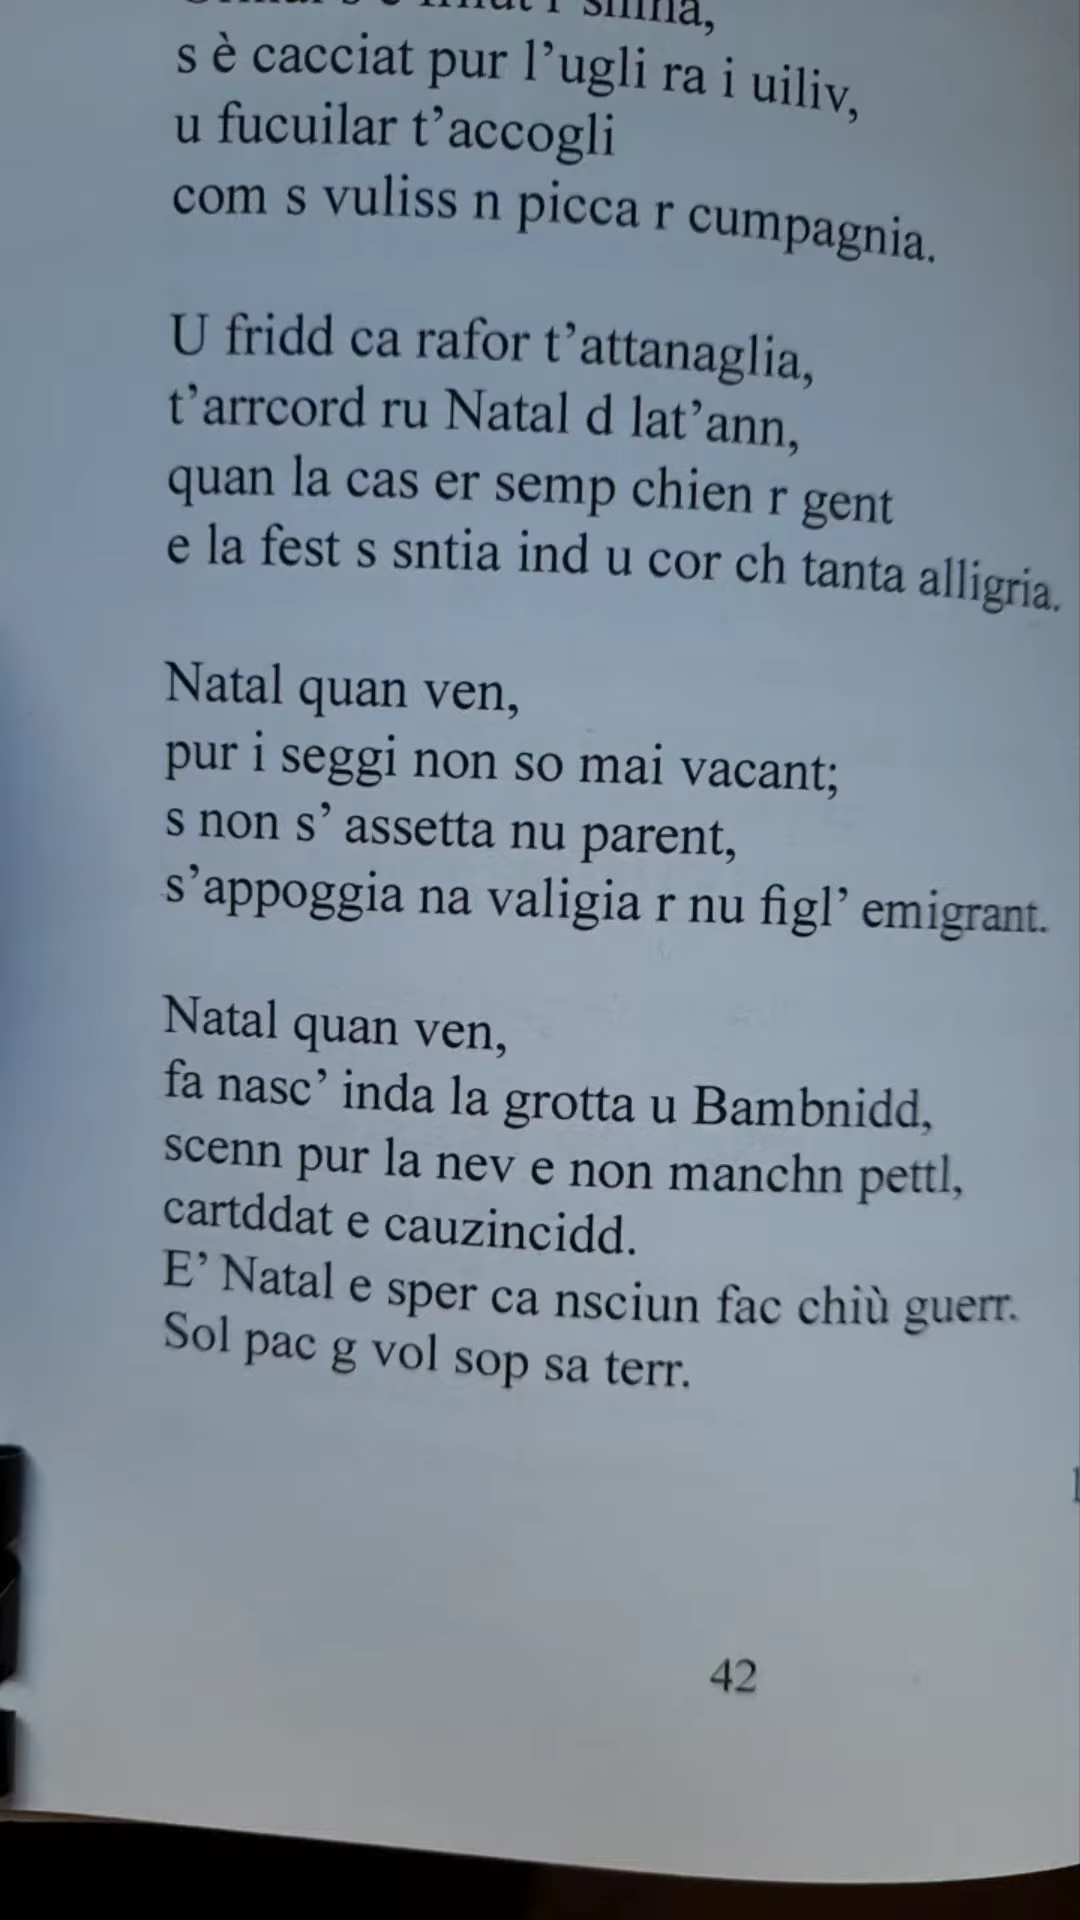 s è cacciat pur l’ugli ra i uiliv,
u fucuilar t’accogli
com s vuliss n picca r cumpagnia.
U fridd ca rafor t’attanaglia,
t’arrcord ru Natal d lat’ann,
quan la cas er semp chien r gent
e la fest s sntia ind u cor ch tanta alligria.
Natal quan ven,
pur i seggi non so mai vacant;
s non s’ assetta nu parent,
s’appoggia na valigia r nu figl’ emigrant.
Natal quan ven,
fa nasc’ inda la grotta u Bambnidd,
scenn pur la nev e non manchn pettl,
cartddat e cauzincidd.
E’ Natal e sper ca nsciun fac chiù guerr.
Sol pac g vol sop sa terr.
42